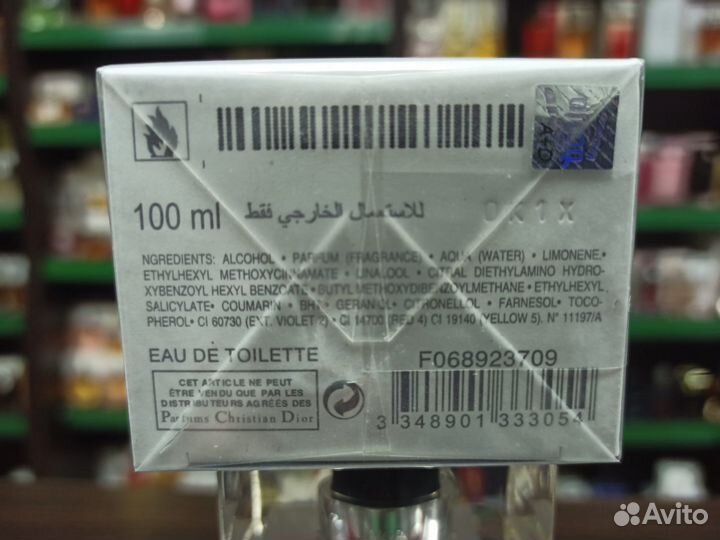 100 ml للاستعمال الخارجي فقط 0K1X
NGREDIENTS: ALCOHOL • PARFUM (FRAGRANCE) • AQUA (WATER) • LIMONENE •
ETHYLHEXYL METHOXYCINNAMATE • LINALOOL • CITRAL DIETHYLAMINO HYDRO-
XYBENZOYL HEXYL BENZOATE • BUTYL METHOXYDIBENZOYLMETHANE • ETHYLHEXYL
SALICYLATE • COUMARIN • BHT • GERANIOL • CITRONELLOL • FARNESOL • TOCO-
PHEROL • CI 60730 (EXT. VIOLET 2) • CI 14700 (RED 4) CI 19140 (YELLOW 5). N° 11197/A
EAU DE TOILETTE F068923709
CET ARTICLE NE PEUT
ÊTRE VENDU QUE PAR LES
DISTRIBUTEURS AGRÉÉS DES
Parfums Christian Dior
3 348901 333054
Avito